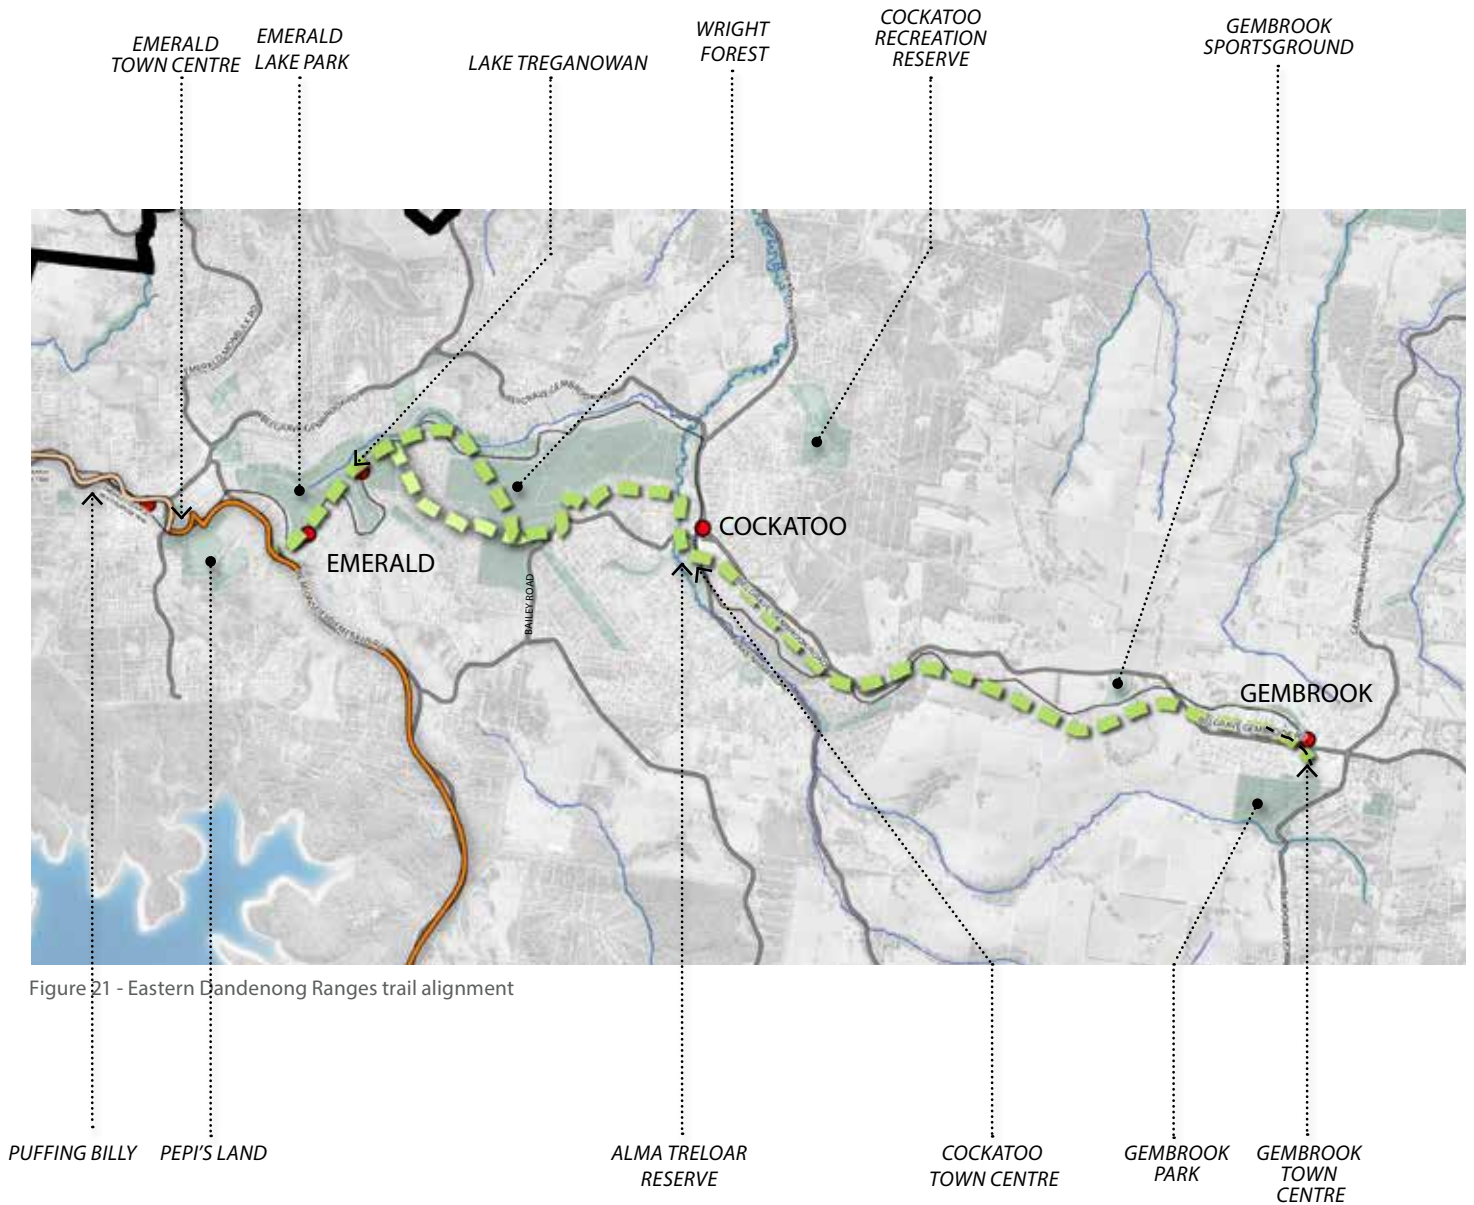 EMERALD
TOWN CENTRE
EMERALD
LAKE PARK
LAKE TREGANOWAN
WRIGHT
FOREST
COCKATOO
RECREATION
RESERVE
GEMBROOK
SPORTSGROUND
COCKATOO
EMERALD
BAILEY ROAD
GEMBROOK
Figure 21 - Eastern Dandenong Ranges trail alignment
PUFFING BILLY
PEPI'S LAND
ALMA TRELOAR
RESERVE
COCKATOO
TOWN CENTRE
GEMBROOK
PARK
GEMBROOK
TOWN
CENTRE